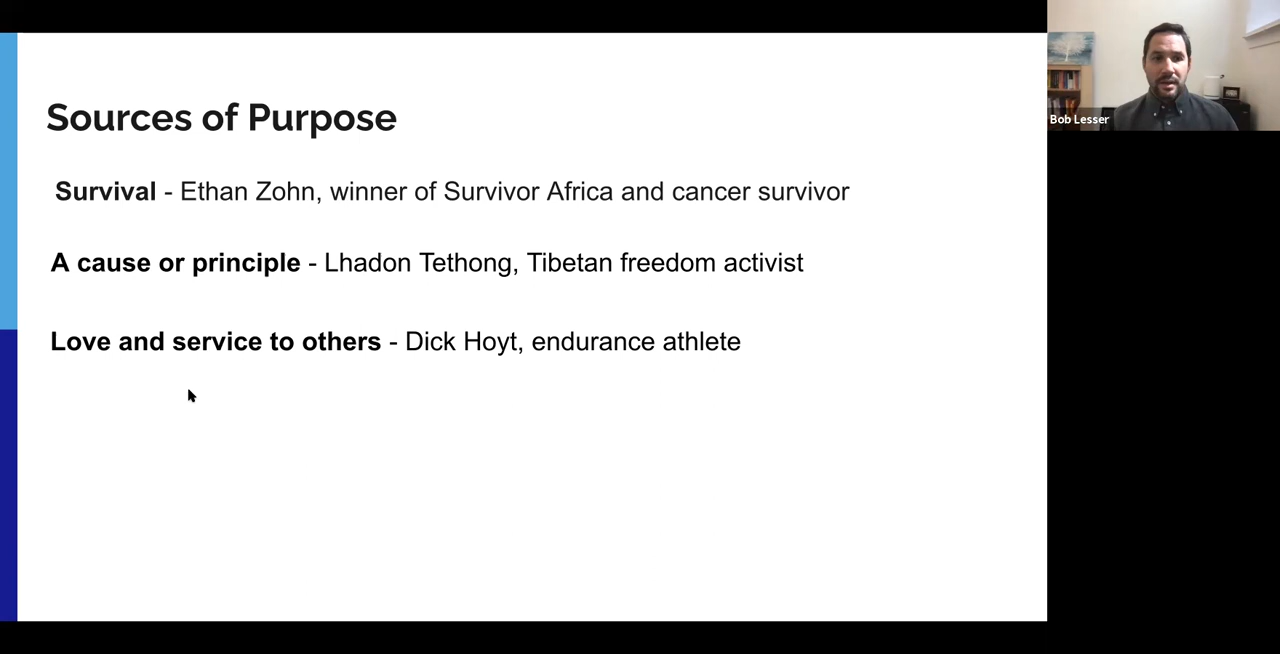 Sources of Purpose
Survival - Ethan Zohn, winner of Survivor Africa and cancer survivor
A cause or principle - Lhadon Tethong, Tibetan freedom activist
Love and service to others - Dick Hoyt, endurance athlete
Bob Lesser